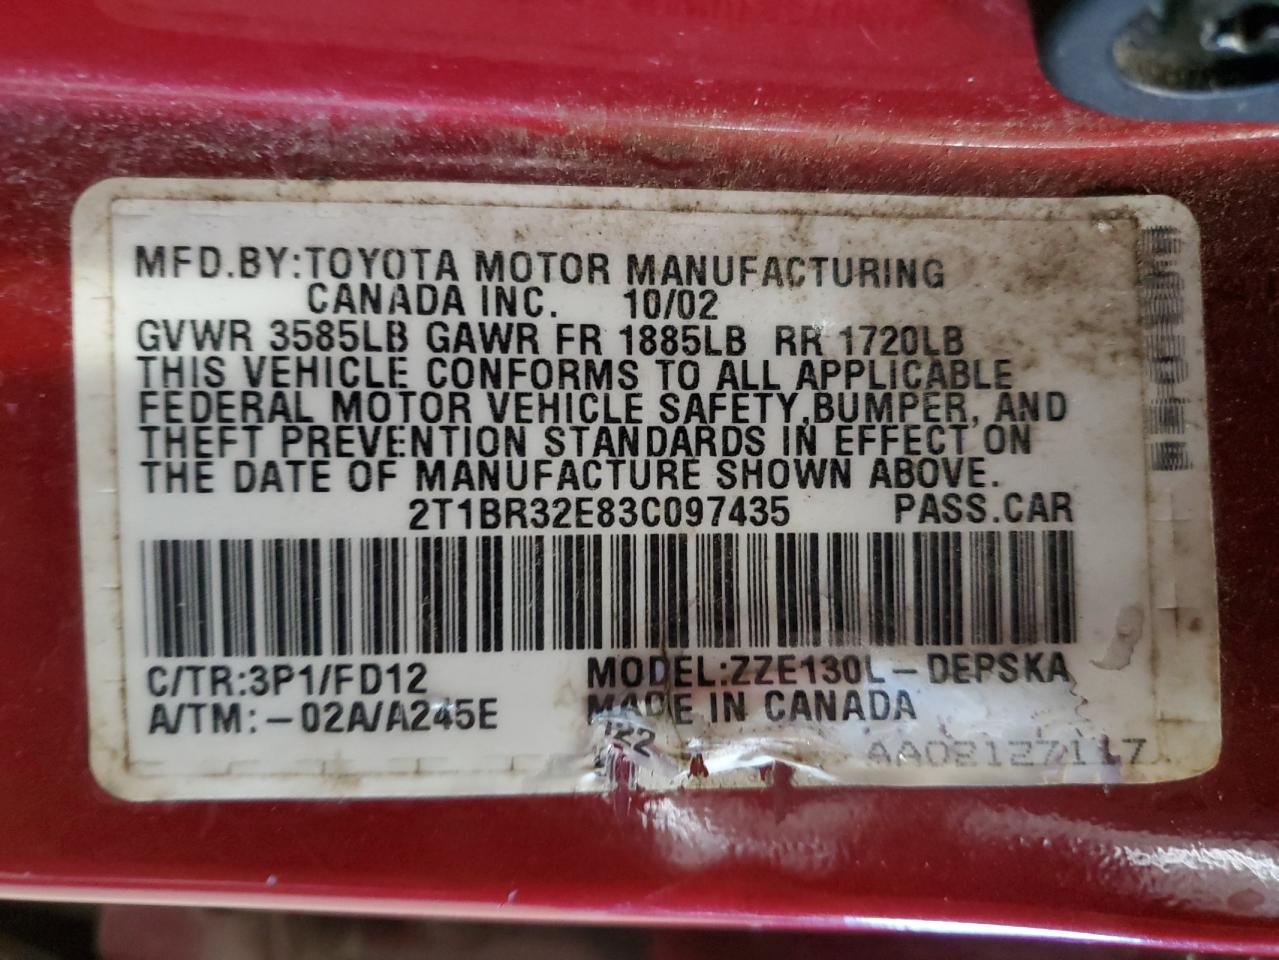 MFD.BY:TOYOTA MOTOR MANUFACTURING
CANADA INC. 10/02
GVWR 3585LB GAWR FR 1885LB RR 1720LB
THIS VEHICLE CONFORMS TO ALL APPLICABLE
FEDERAL MOTOR VEHICLE SAFETY,BUMPER, AND
THEFT PREVENTION STANDARDS IN EFFECT ON
THE DATE OF MANUFACTURE SHOWN ABOVE.
2T1BR32E83C097435 PASS.CAR
C/TR:3P1/FD12 MODEL:ZZE130L-DEPSKA
A/TM:-02A/A245E MADE IN CANADA
AA02127117